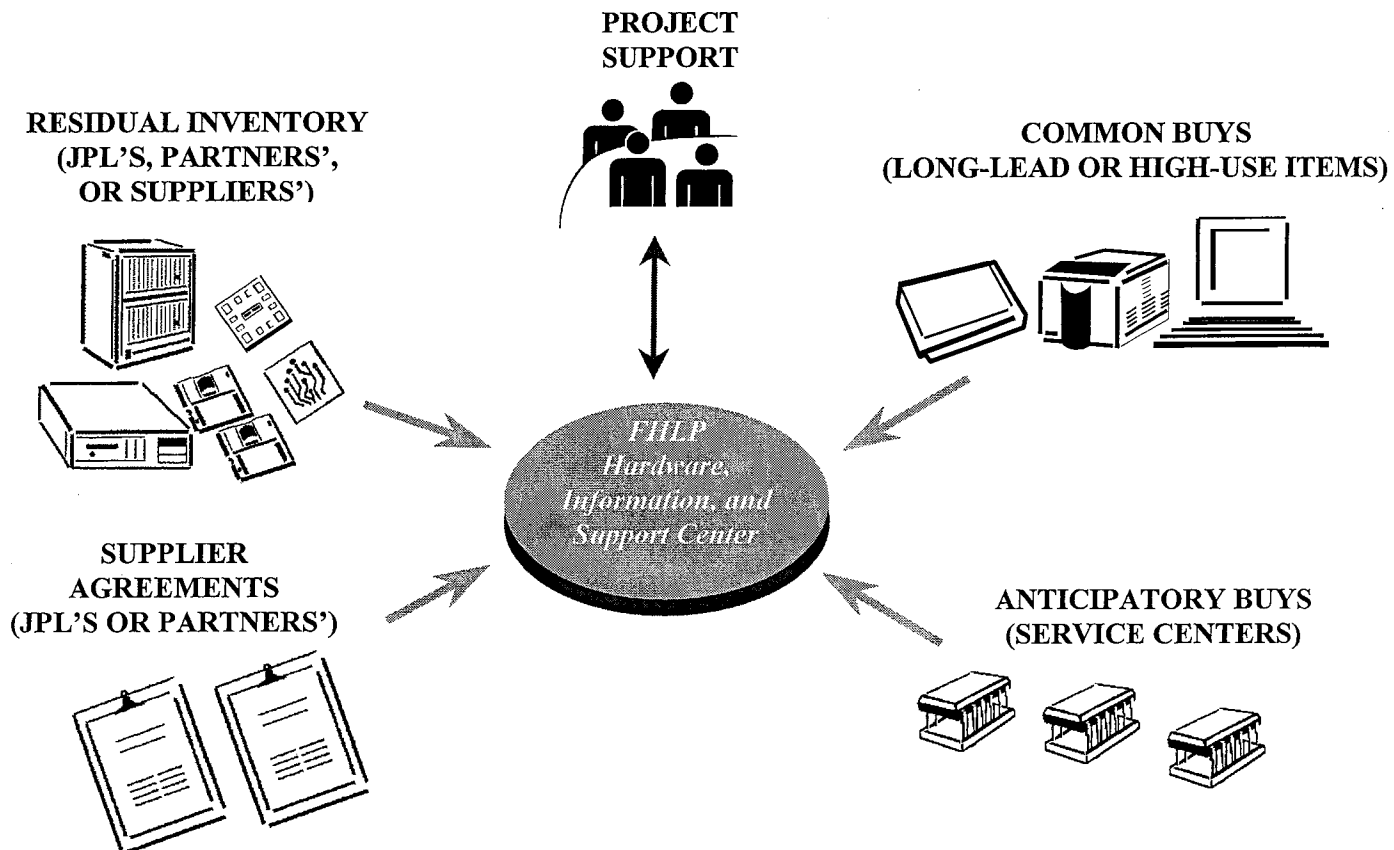 PROJECT
SUPPORT
RESIDUAL INVENTORY
(JPL'S, PARTNERS',
OR SUPPLIERS')
COMMON BUYS
(LONG-LEAD OR HIGH-USE ITEMS)
FHLP
Hardware,
Information, and
Support Center
SUPPLIER
AGREEMENTS
(JPL'S OR PARTNERS')
ANTICIPATORY BUYS
(SERVICE CENTERS)